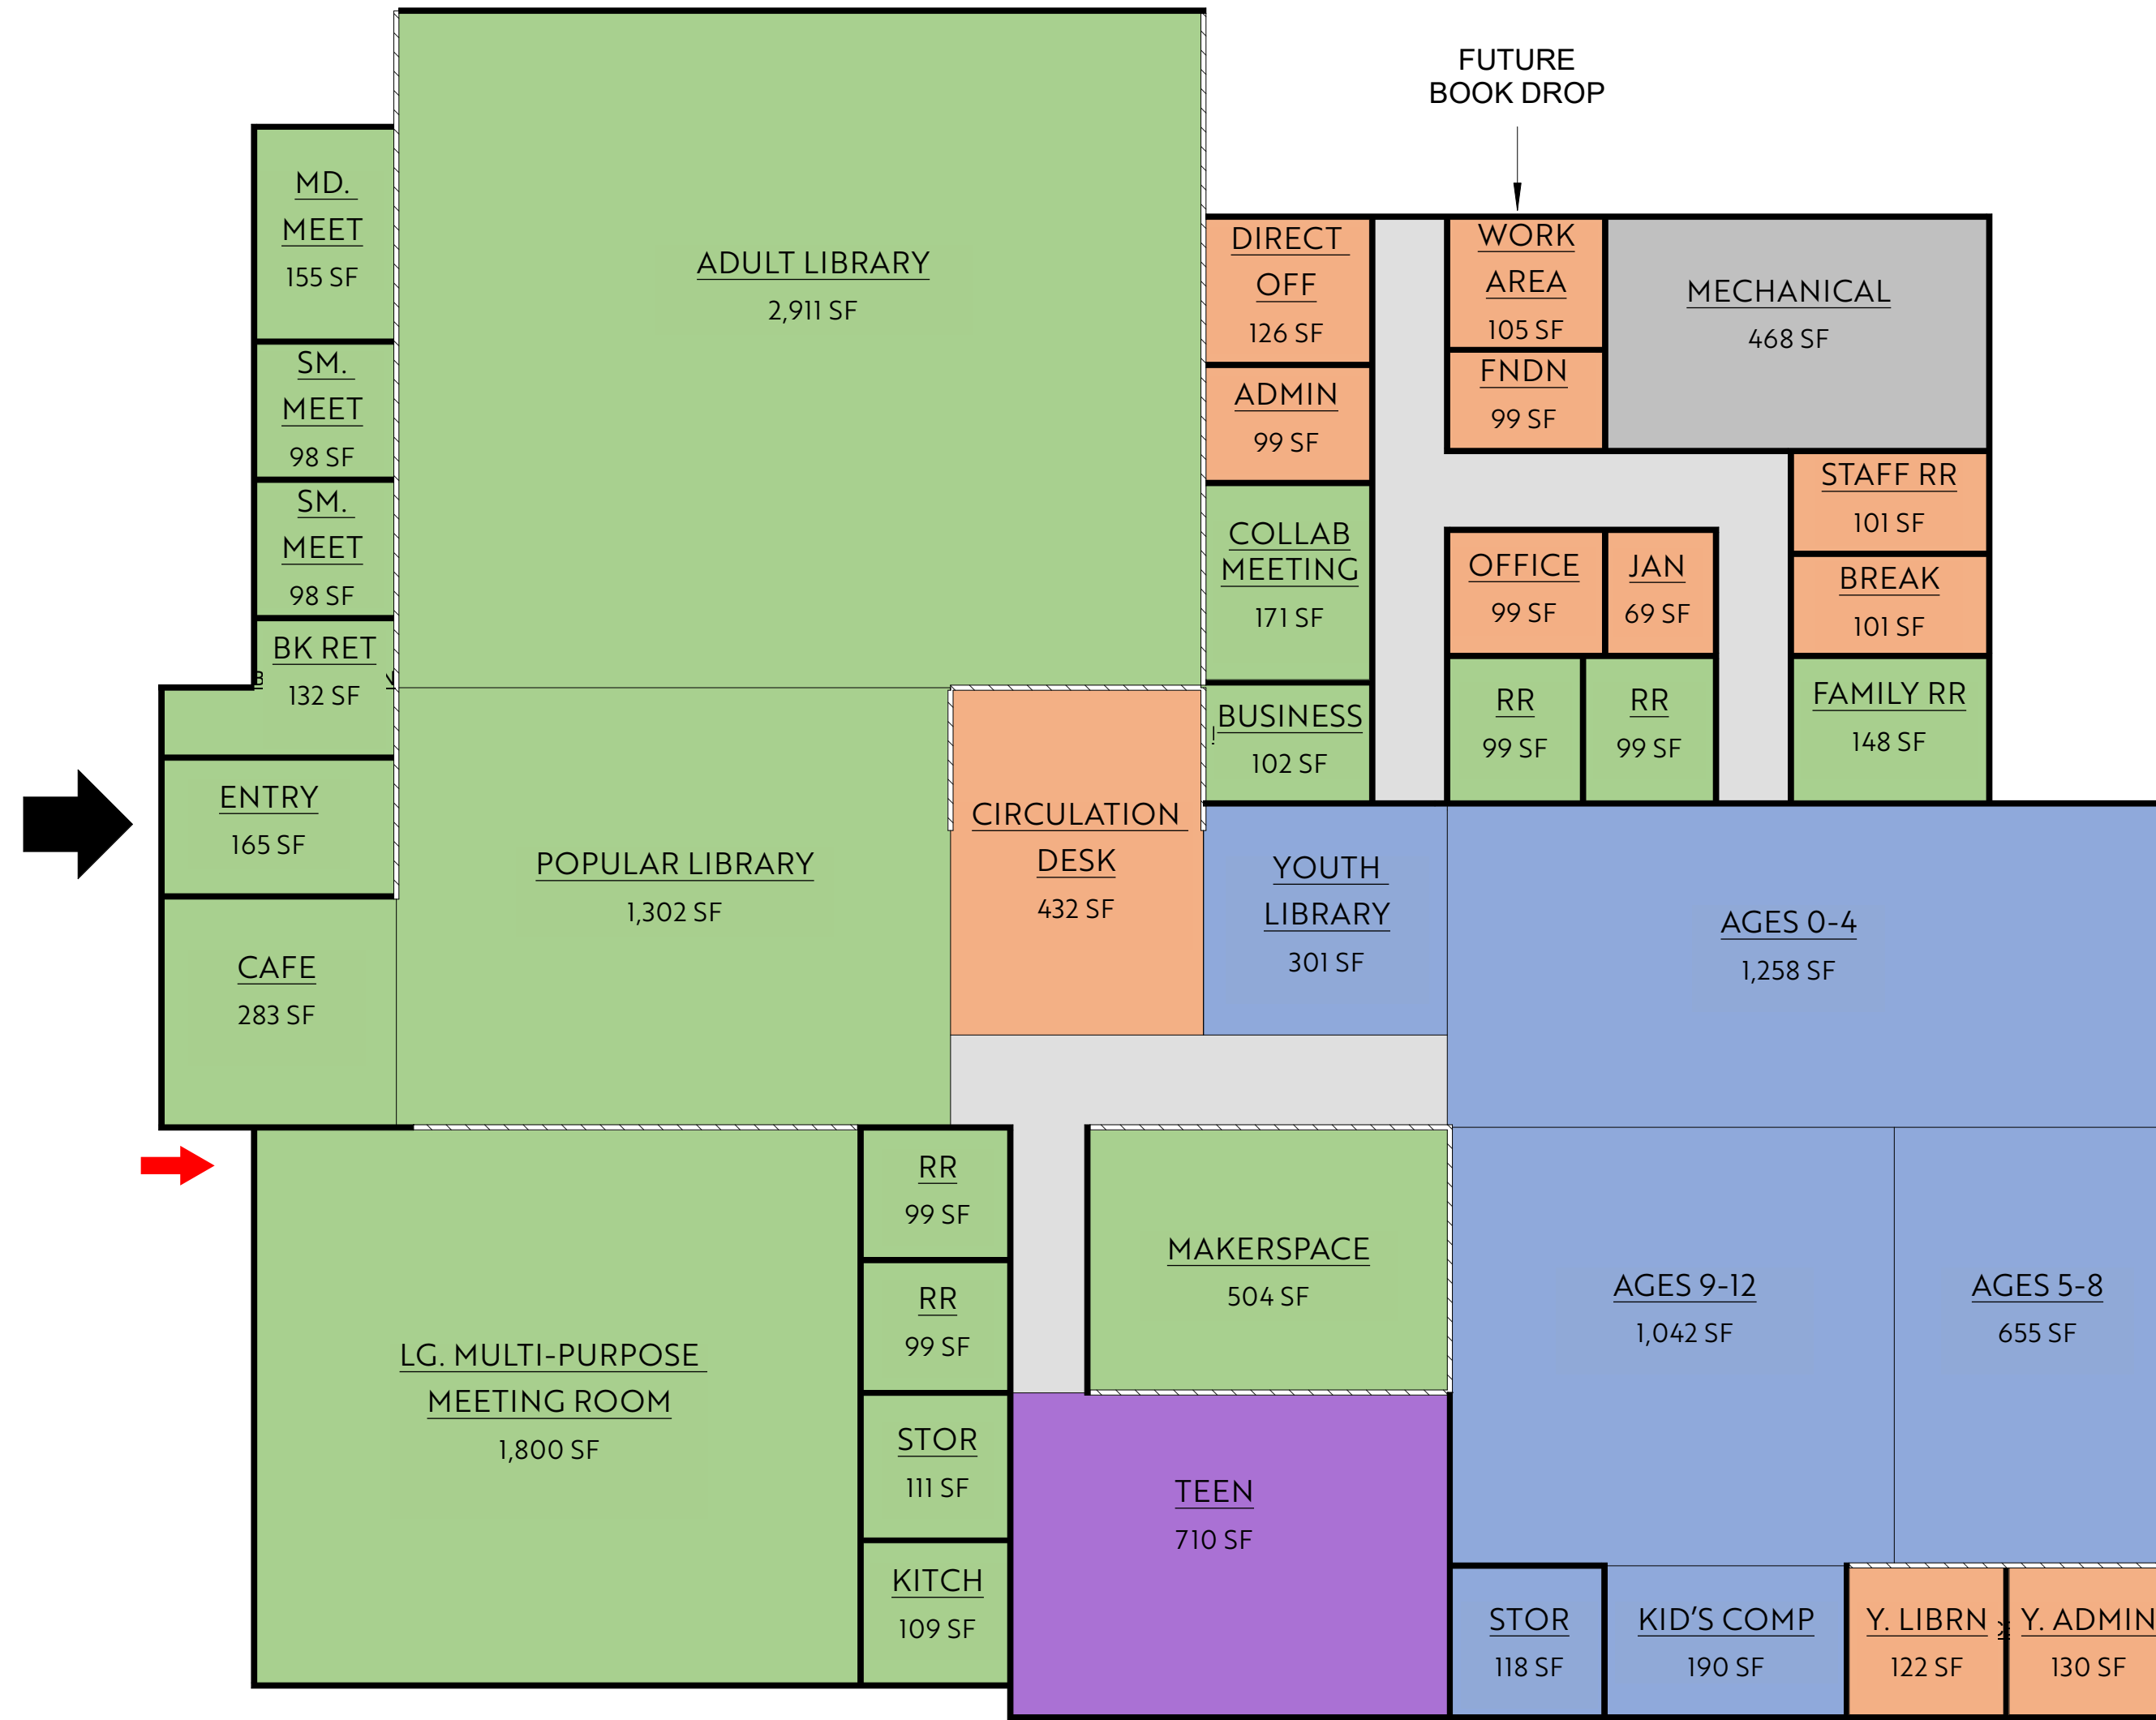 FUTURE
BOOK DROP
MD.
MEET
155 SF
ADULT LIBRARY
2,911 SF
DIRECT
OFF
126 SF
WORK
AREA
105 SF
MECHANICAL
468 SF
SM.
MEET
98 SF
ADMIN
99 SF
FNDN
99 SF
SM.
MEET
98 SF
COLLAB
MEETING
171 SF
STAFF RR
101 SF
OFFICE
99 SF
JAN
69 SF
BREAK
101 SF
BK RET
132 SF
BUSINESS
102 SF
RR
99 SF
RR
99 SF
FAMILY RR
148 SF
ENTRY
165 SF
POPULAR LIBRARY
1,302 SF
CIRCULATION
DESK
432 SF
YOUTH
LIBRARY
301 SF
AGES 0-4
1,258 SF
CAFE
283 SF
RR
99 SF
MAKERSPACE
504 SF
AGES 9-12
1,042 SF
AGES 5-8
655 SF
RR
99 SF
LG. MULTI-PURPOSE
MEETING ROOM
1,800 SF
STOR
111 SF
TEEN
710 SF
KITCH
109 SF
STOR
118 SF
KID'S COMP
190 SF
Y. LIBRN
122 SF
Y. ADMIN
130 SF